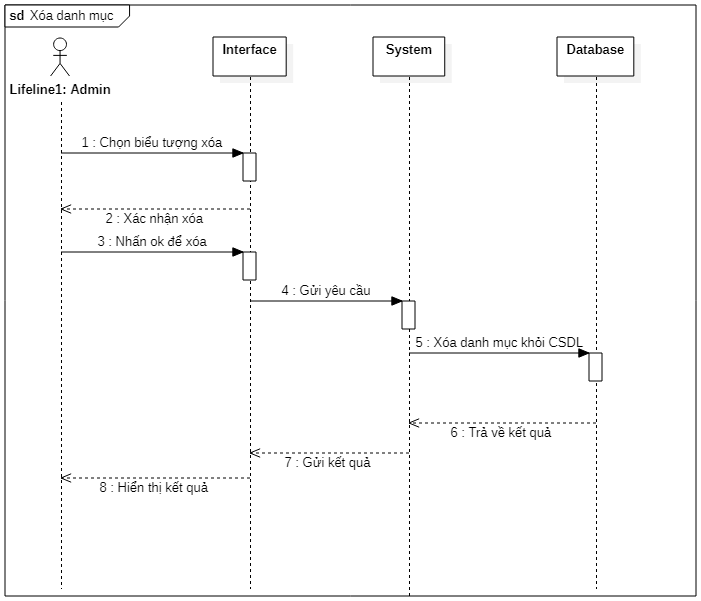 sd Xóa danh mục
Interface
System
Database
Lifeline1: Admin
1 : Chọn biểu tượng xóa
2 : Xác nhận xóa
3 : Nhấn ok để xóa
4 : Gửi yêu cầu
5 : Xóa danh mục khỏi CSDL
6 : Trả về kết quả
7 : Gửi kết quả
8 : Hiển thị kết quả